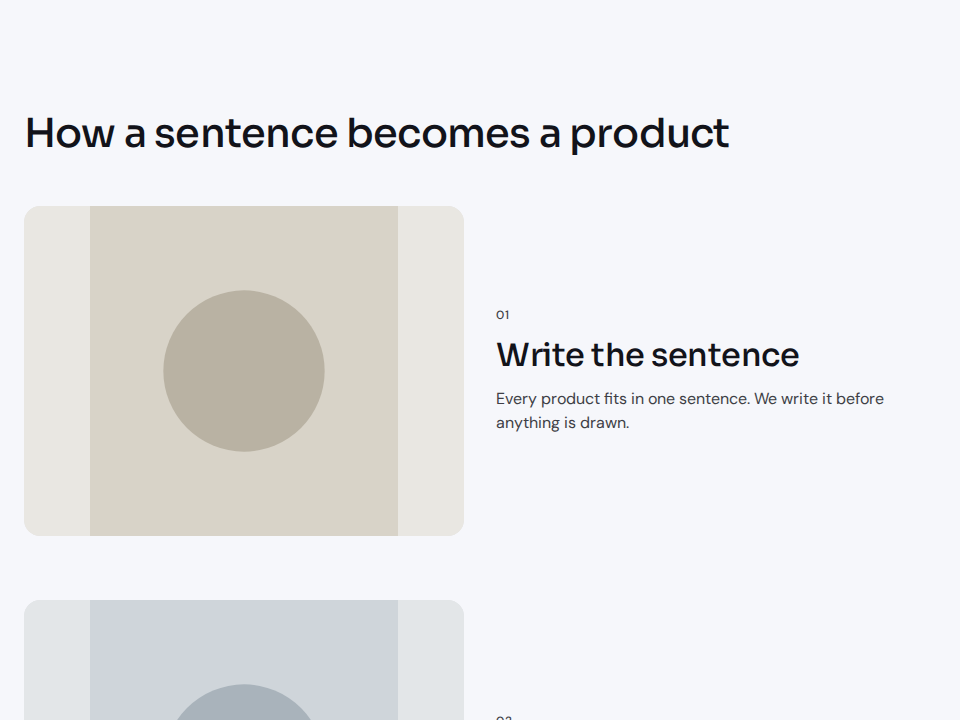 How a sentence becomes a product
01
Write the sentence
Every product fits in one sentence. We write it before
anything is drawn.